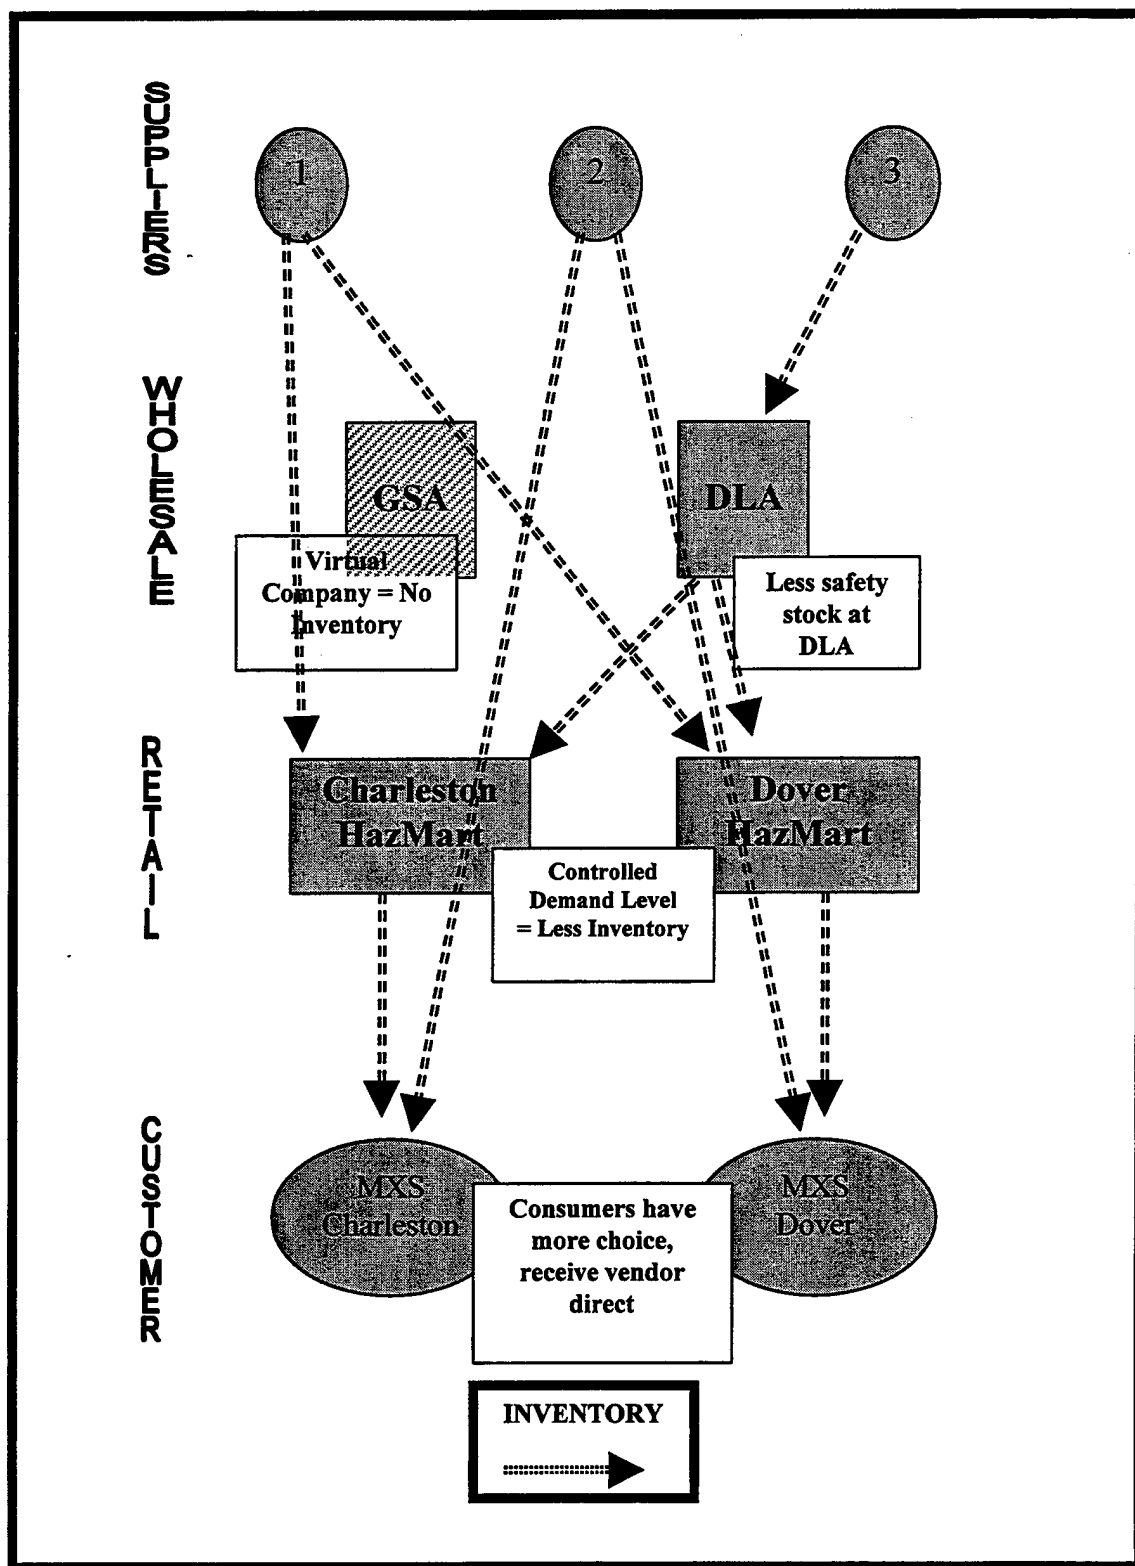 SUPPLIERS
1
2
3
WHOLESALE
GSA
DLA
Virtual
Company = No
Inventory
Less safety
stock at
DLA
RETAIL
Charleston
HazMart
Dover
HazMart
Controlled
Demand Level
= Less Inventory
CUSTOMER
MXS
Charleston
MXS
Dover
Consumers have
more choice,
receive vendor
direct
INVENTORY